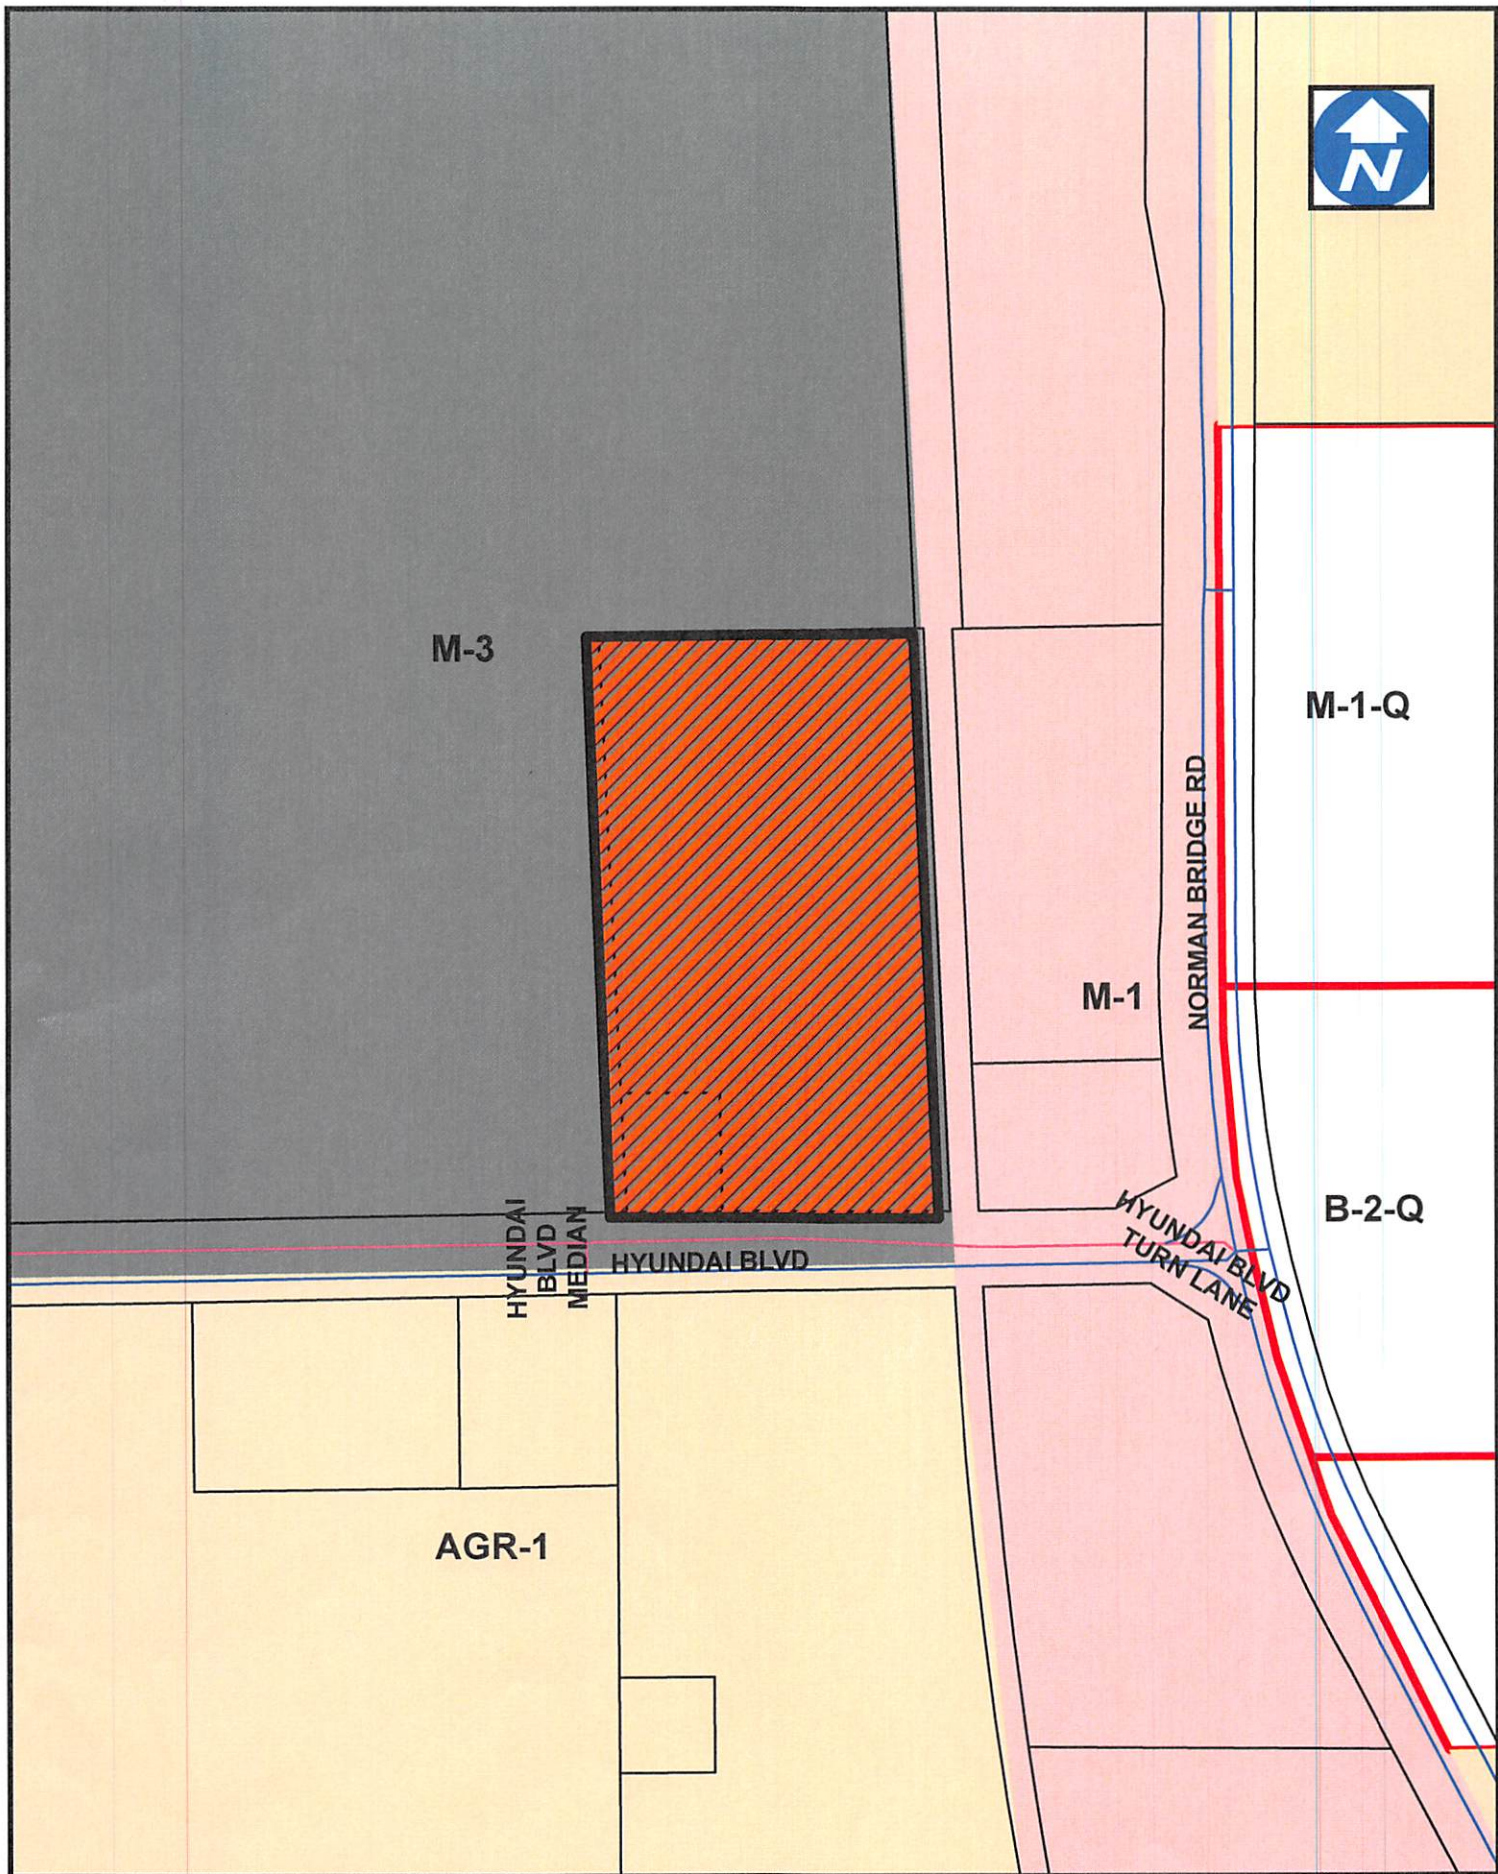 N
M-3
M-1-Q
NORMAN BRIDGE RD
M-1
B-2-Q
HYUNDAI
BLVD
MEDIAN
HYUNDAI BLVD
HYUNDAI BLVD
TURN LANE
AGR-1